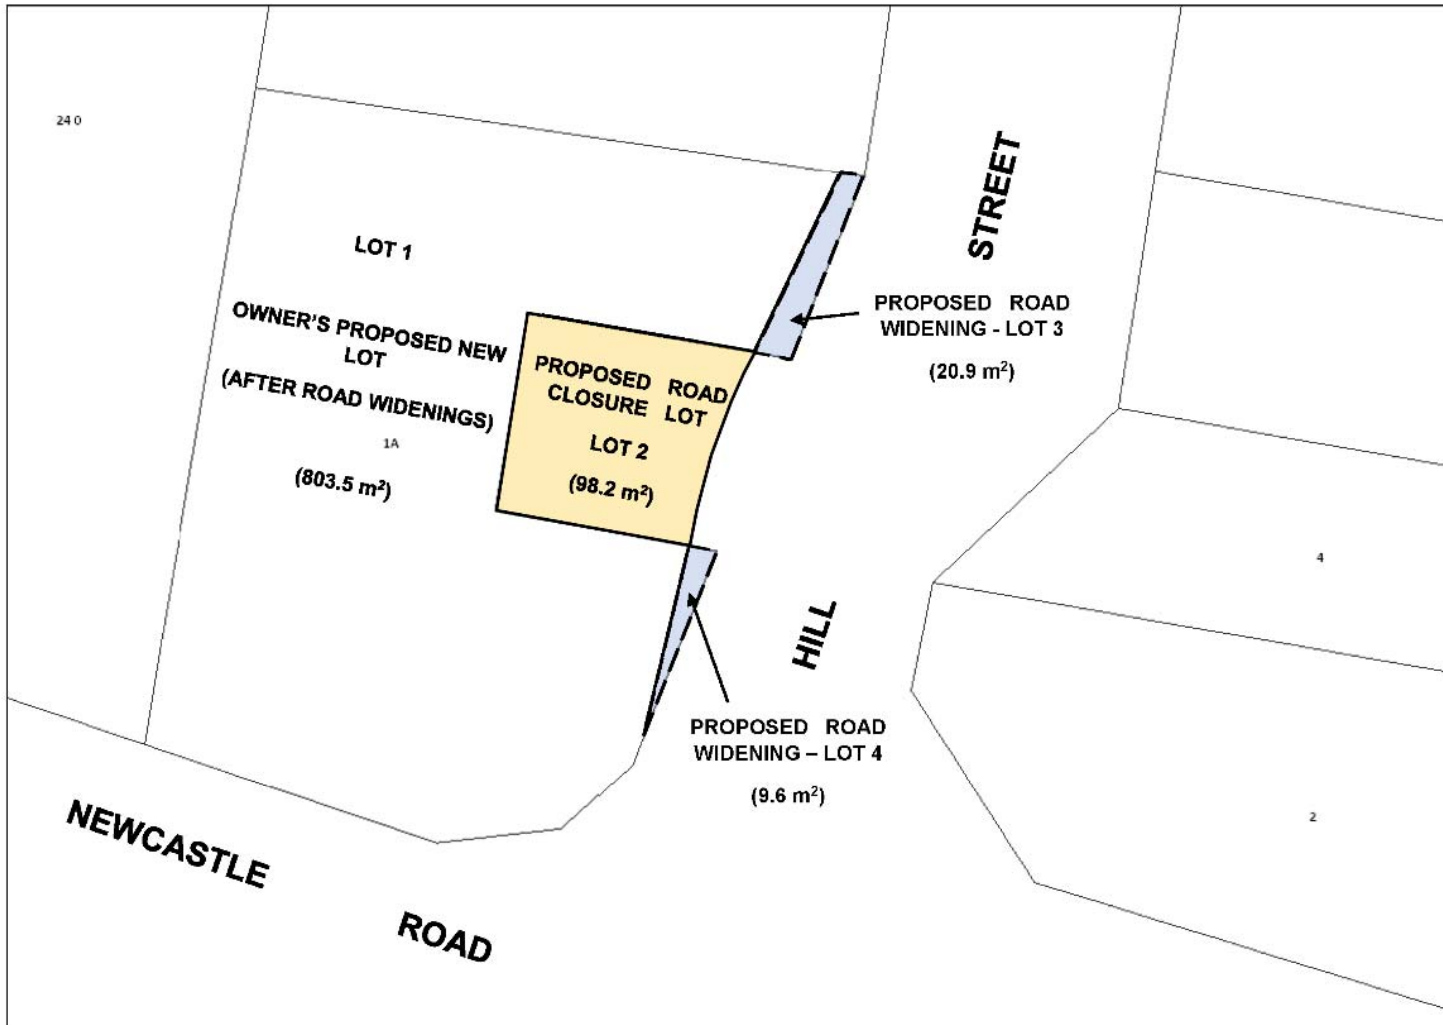 24 0
LOT 1
OWNER'S PROPOSED NEW
LOT
(AFTER ROAD WIDENINGS)
1A
(803.5 m²)
PROPOSED ROAD
CLOSURE LOT
LOT 2
(98.2 m²)
STREET
PROPOSED ROAD
WIDENING - LOT 3
(20.9 m²)
4
HILL
PROPOSED ROAD
WIDENING – LOT 4
(9.6 m²)
2
NEWCASTLE
ROAD